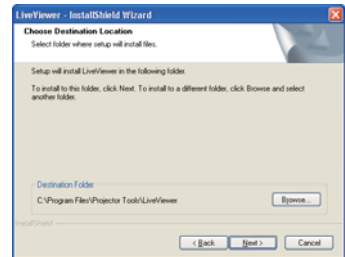 LiveViewer - InstallShield Wizard
Choose Destination Location
Select folder where setup will install files.
Setup will install LiveViewer in the following folder.
To install to this folder, click Next. To install to a different folder, click Browse and select
another folder.
Destination Folder
C:\Program Files\Projector Tools\LiveViewer
Browse...
InstallShield
< Back
Next >
Cancel